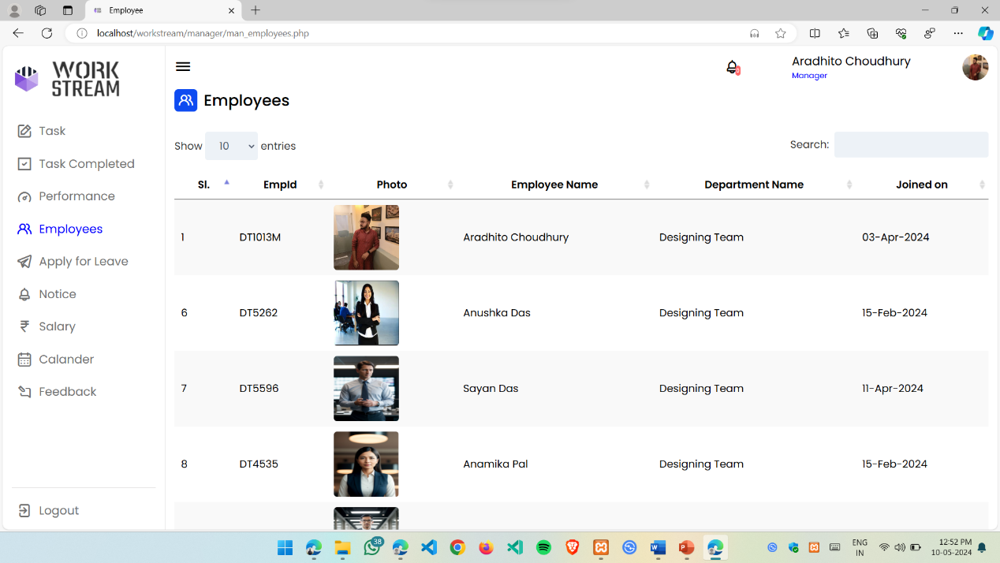 Employee
localhost/workstream/manager/man_employees.php
WORK
STREAM
Aradhito Choudhury
Manager
0
Employees
Task
Task Completed
Performance
Employees
Apply for Leave
Notice
Salary
Calander
Feedback
Logout
Show 10 entries
Search:
Sl. EmpId Photo Employee Name Department Name Joined on
1 DT1013M Aradhito Choudhury Designing Team 03-Apr-2024
6 DT5262 Anushka Das Designing Team 15-Feb-2024
7 DT5596 Sayan Das Designing Team 11-Apr-2024
8 DT4535 Anamika Pal Designing Team 15-Feb-2024
38
ENG
IN
12:52 PM
10-05-2024